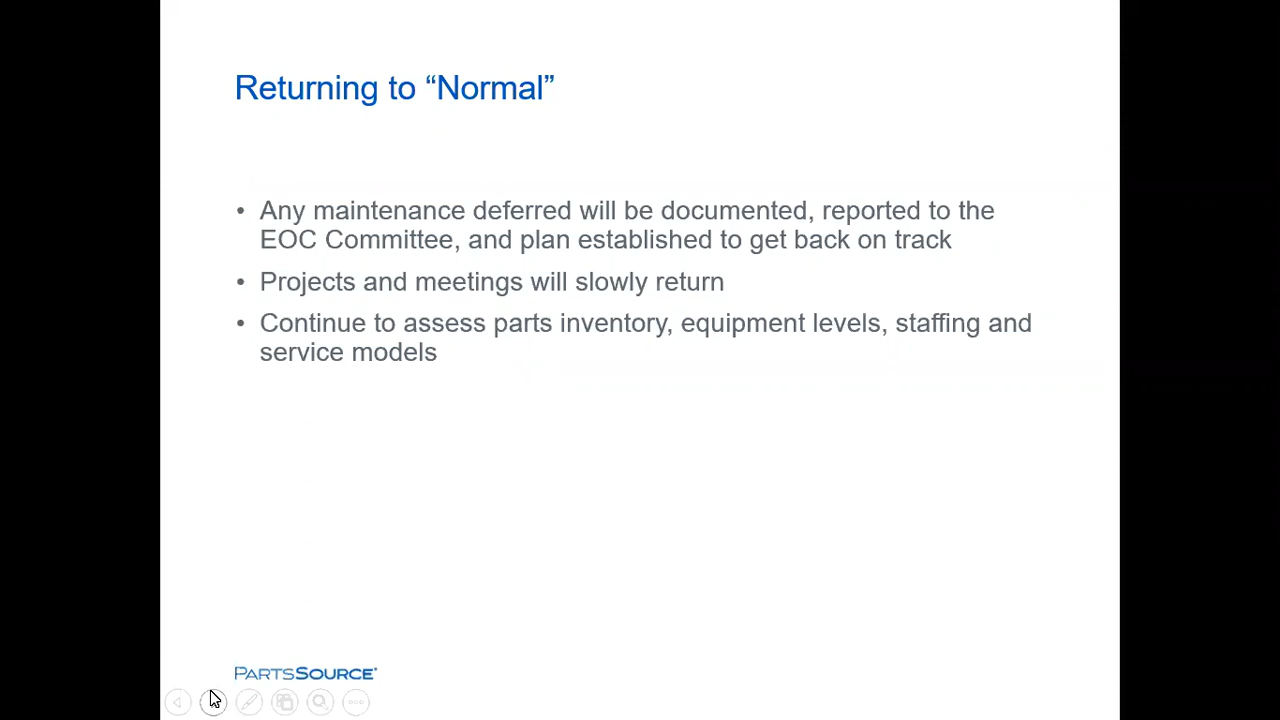 Returning to “Normal”
• Any maintenance deferred will be documented, reported to the
EOC Committee, and plan established to get back on track
• Projects and meetings will slowly return
• Continue to assess parts inventory, equipment levels, staffing and
service models
PARTSSOURCE®